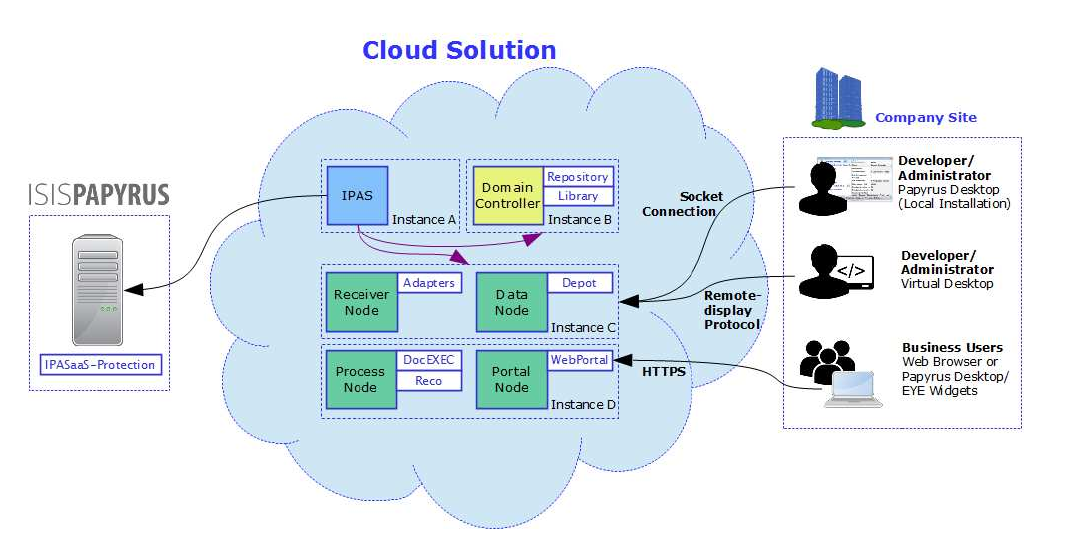 Cloud Solution
Company Site
ISISPAPYRUS
IPASaaS-Protection
IPAS
Instance A
Domain
Controller
Repository
Library
Instance B
Receiver
Node
Adapters
Data
Node
Depot
Instance C
Process
Node
DocEXEC
Reco
Portal
Node
WebPortal
Instance D
Socket
Connection
Remote-
display
Protocol
HTTPS
Developer/
Administrator
Papyrus Desktop
(Local Installation)
</>
Developer/
Administrator
Virtual Desktop
Business Users
Web Browser or
Papyrus Desktop/
EYE Widgets